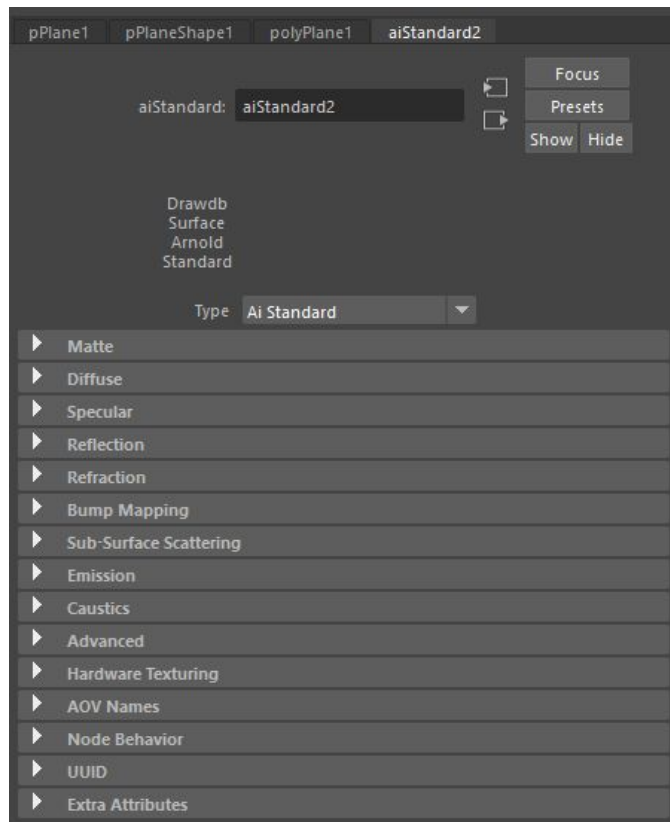 pPlane1 pPlaneShape1 polyPlane1 aiStandard2
Focus
aiStandard: aiStandard2
Presets
Show Hide
Drawdb
Surface
Arnold
Standard
Type Ai Standard
Matte
Diffuse
Specular
Reflection
Refraction
Bump Mapping
Sub-Surface Scattering
Emission
Caustics
Advanced
Hardware Texturing
AOV Names
Node Behavior
UUID
Extra Attributes